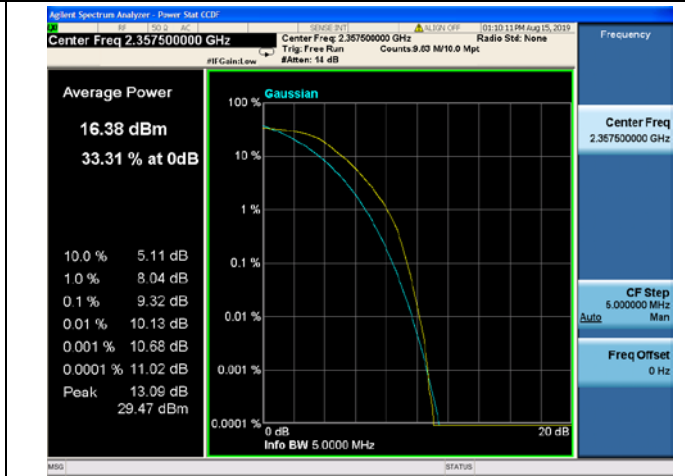 Agilent Spectrum Analyzer - Power Stat CCDF
RF 50 Ω AC SENSE:INT ALIGN OFF 01:10:11 PM Aug 15, 2019
Center Freq 2.357500000 GHz
Center Freq: 2.357500000 GHz Radio Std: None
Trig: Free Run Counts:9.83 M/10.0 Mpt
#IFGain:Low #Atten: 14 dB
Frequency
Average Power
16.38 dBm
33.31 % at 0dB
10.0 % 5.11 dB
1.0 % 8.04 dB
0.1 % 9.32 dB
0.01 % 10.13 dB
0.001 % 10.68 dB
0.0001 % 11.02 dB
Peak 13.09 dB
29.47 dBm
Gaussian
100 %
10 %
1 %
0.1 %
0.01 %
0.001 %
0.0001 %
0 dB 20 dB
Info BW 5.0000 MHz
Center Freq
2.357500000 GHz
CF Step
5.000000 MHz
Auto Man
Freq Offset
0 Hz
MSG STATUS